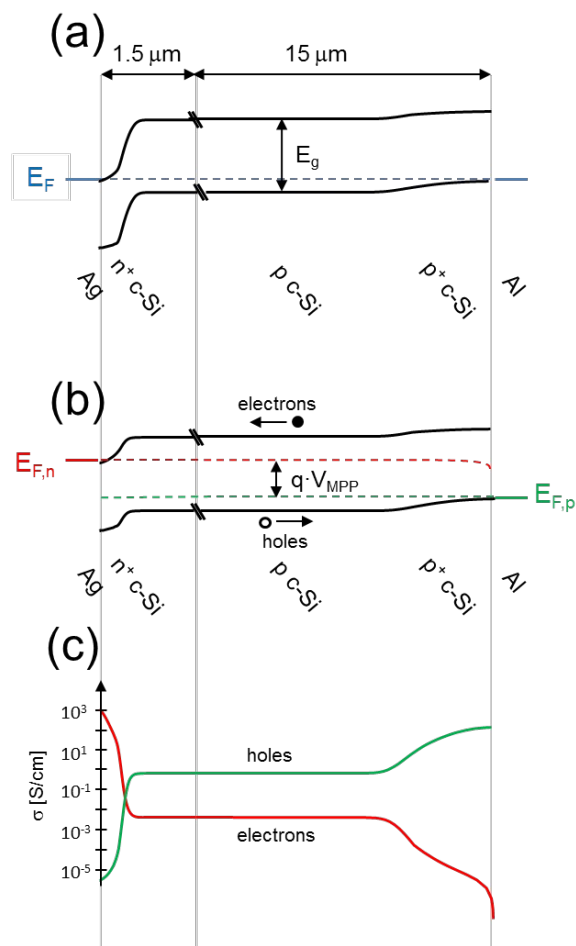 (a)
1.5 μm
15 μm
E_g
E_F
Ag
n⁺ c-Si
p c-Si
p⁺ c-Si
Al
(b)
electrons
E_F,n
q·V_MPP
E_F,p
holes
Ag
n⁺ c-Si
p c-Si
p⁺ c-Si
Al
(c)
10³
10¹
10⁻¹
10⁻³
10⁻⁵
σ [S/cm]
holes
electrons